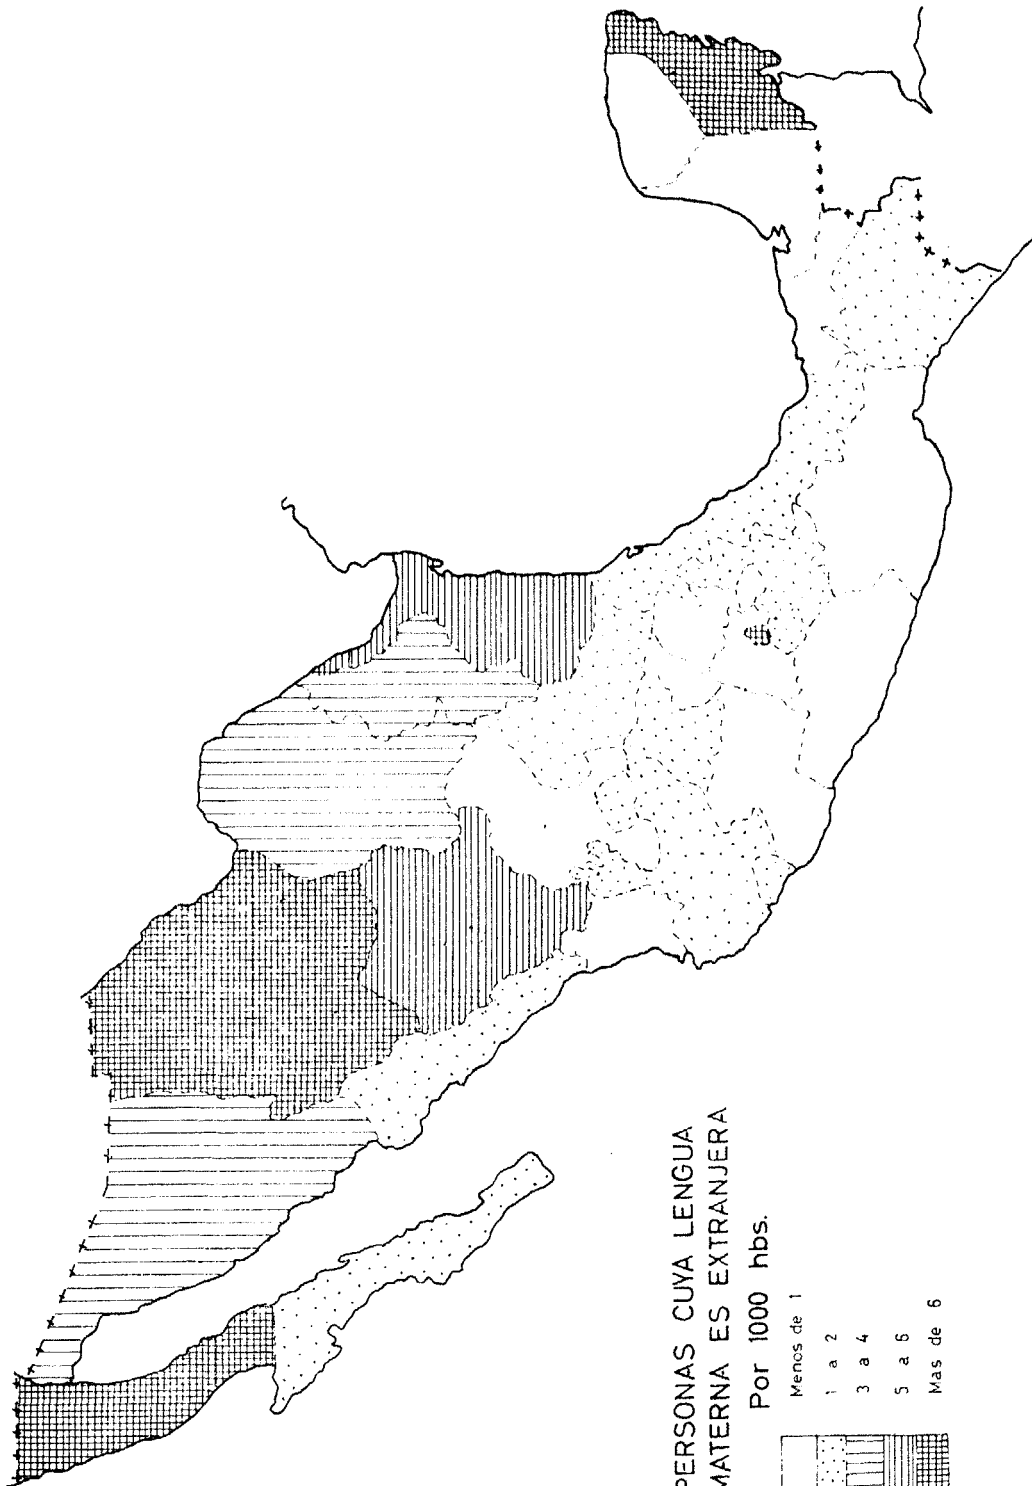 PERSONAS CUYA LENGUA
MATERNA ES EXTRANJERA
Por 1000 hbs.
Menos de 1
1 a 2
3 a 4
5 a 6
Mas de 6